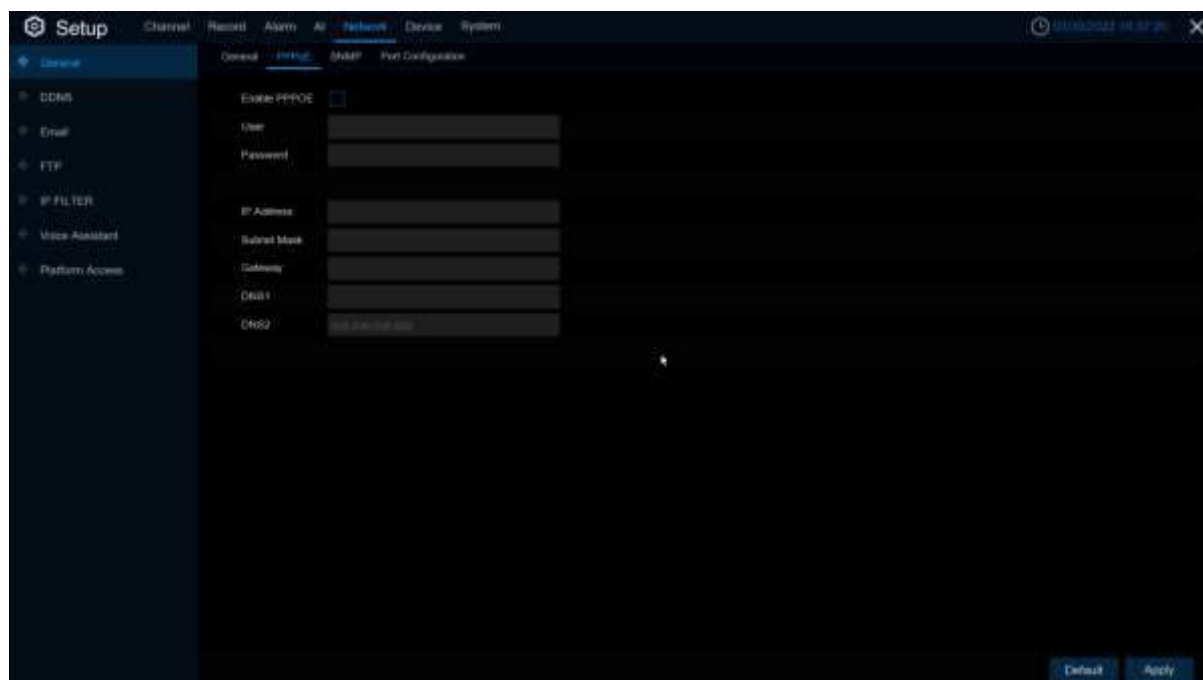 Setup Channel Record Alarm AI Network Device System
General
DDNS
Email
FTP
IP FILTER
Voice Assistant
Platform Access
General PPPoE SNMP Port Configuration
Enable PPPOE
User
Password
IP Address
Subnet Mask
Gateway
DNS1
DNS2
Default Apply